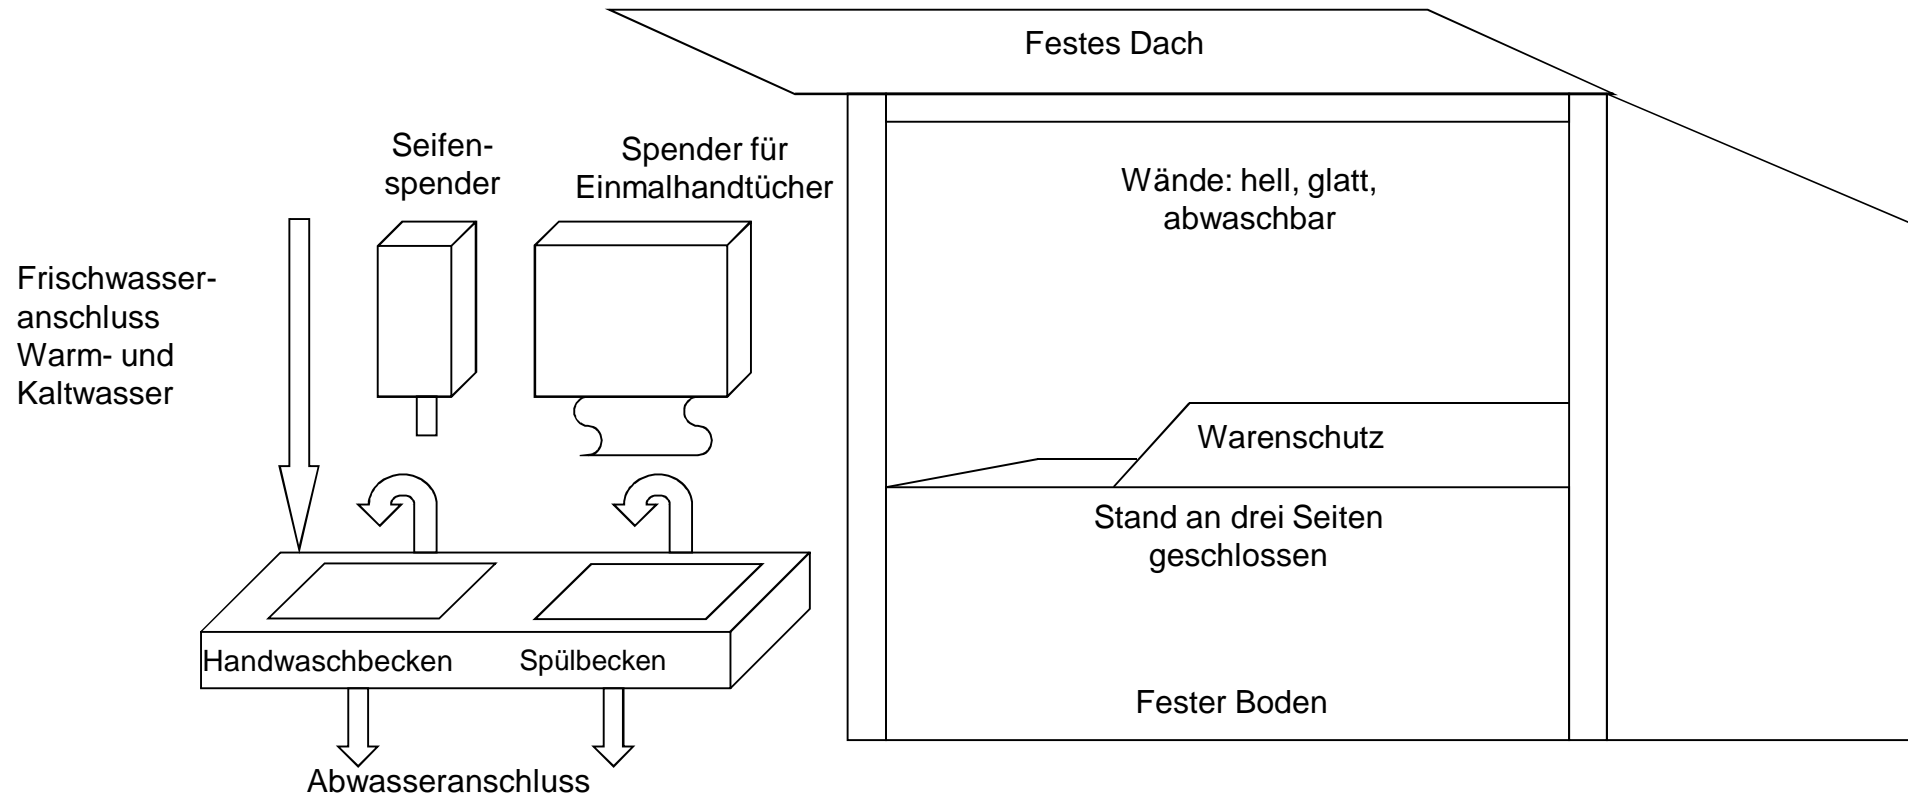 Festes Dach
Seifen-
spender
Spender für
Einmalhandtücher
Wände: hell, glatt,
abwaschbar
Frischwasser-
anschluss
Warm- und
Kaltwasser
Warenschutz
Stand an drei Seiten
geschlossen
Handwaschbecken
Spülbecken
Fester Boden
Abwasseranschluss